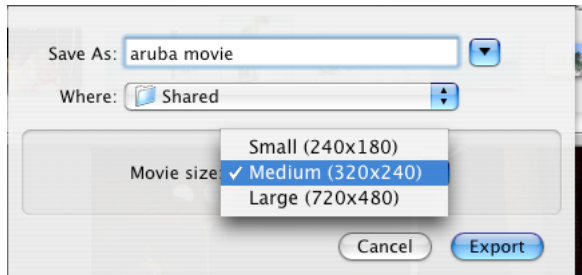 Save As: aruba movie
Where: Shared
Small (240x180)
Movie size: ✓ Medium (320x240)
Large (720x480)
Cancel Export